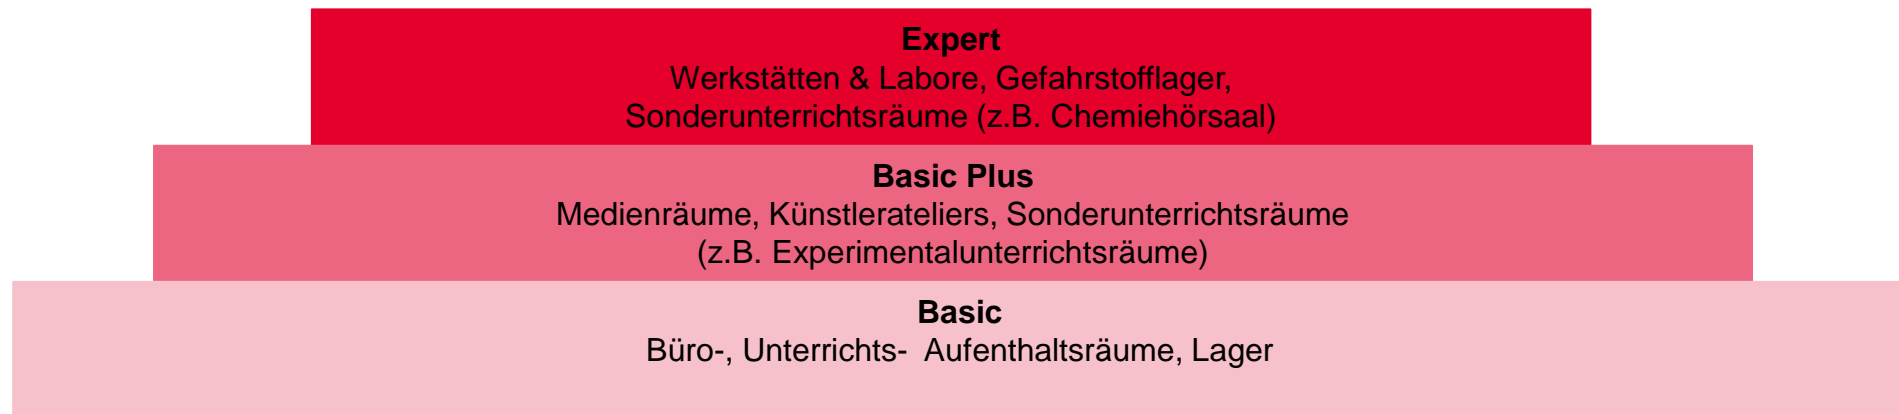 Expert
Werkstätten & Labore, Gefahrstofflager,
Sonderunterrichtsräume (z.B. Chemiehörsaal)
Basic Plus
Medienräume, Künstlerateliers, Sonderunterrichtsräume
(z.B. Experimentalunterrichtsräume)
Basic
Büro-, Unterrichts-  Aufenthaltsräume, Lager